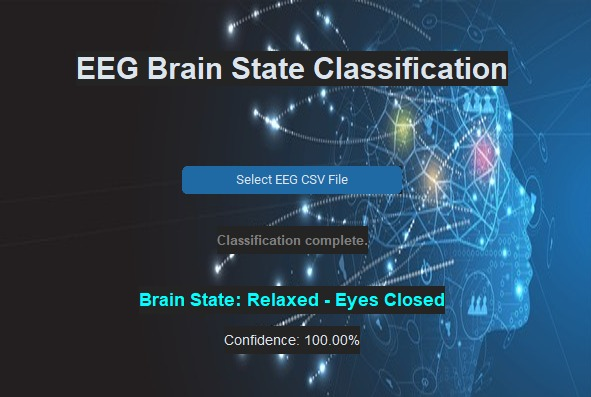 EEG Brain State Classification
Select EEG CSV File
Classification complete.
Brain State: Relaxed - Eyes Closed
Confidence: 100.00%